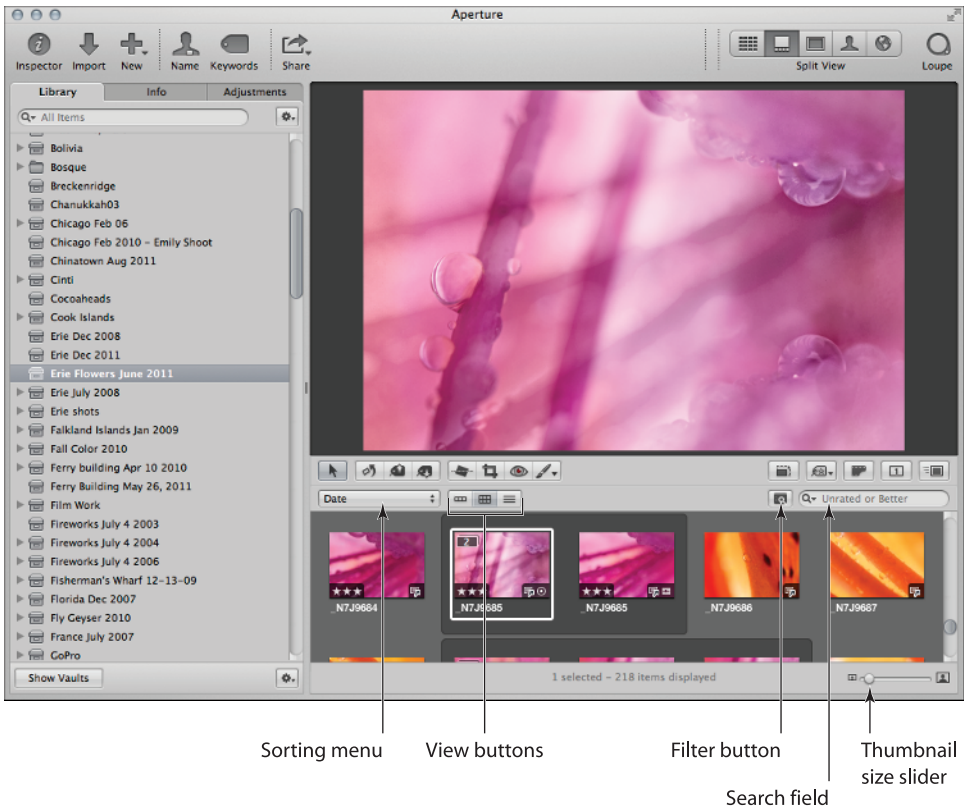 Aperture
Inspector Import New Name Keywords Share Split View Loupe
Library Info Adjustments
All Items
Bolivia
Bosque
Breckenridge
Chanukkah03
Chicago Feb 06
Chicago Feb 2010 - Emily Shoot
Chinatown Aug 2011
Cinti
Cocoaheads
Cook Islands
Erie Dec 2008
Erie Dec 2011
Erie Flowers June 2011
Erie July 2008
Erie shots
Falkland Islands Jan 2009
Fall Color 2010
Ferry building Apr 10 2010
Ferry Building May 26, 2011
Film Work
Fireworks July 4 2003
Fireworks July 4 2004
Fireworks July 4 2006
Fisherman's Wharf 12-13-09
Florida Dec 2007
Fly Geyser 2010
France July 2007
GoPro
Show Vaults
1
Date Unrated or Better
2
_N7J9684 _N7J9685 _N7J9685 _N7J9686 _N7J9687
1 selected - 218 items displayed
Sorting menu View buttons Filter button Thumbnail
size slider
Search field